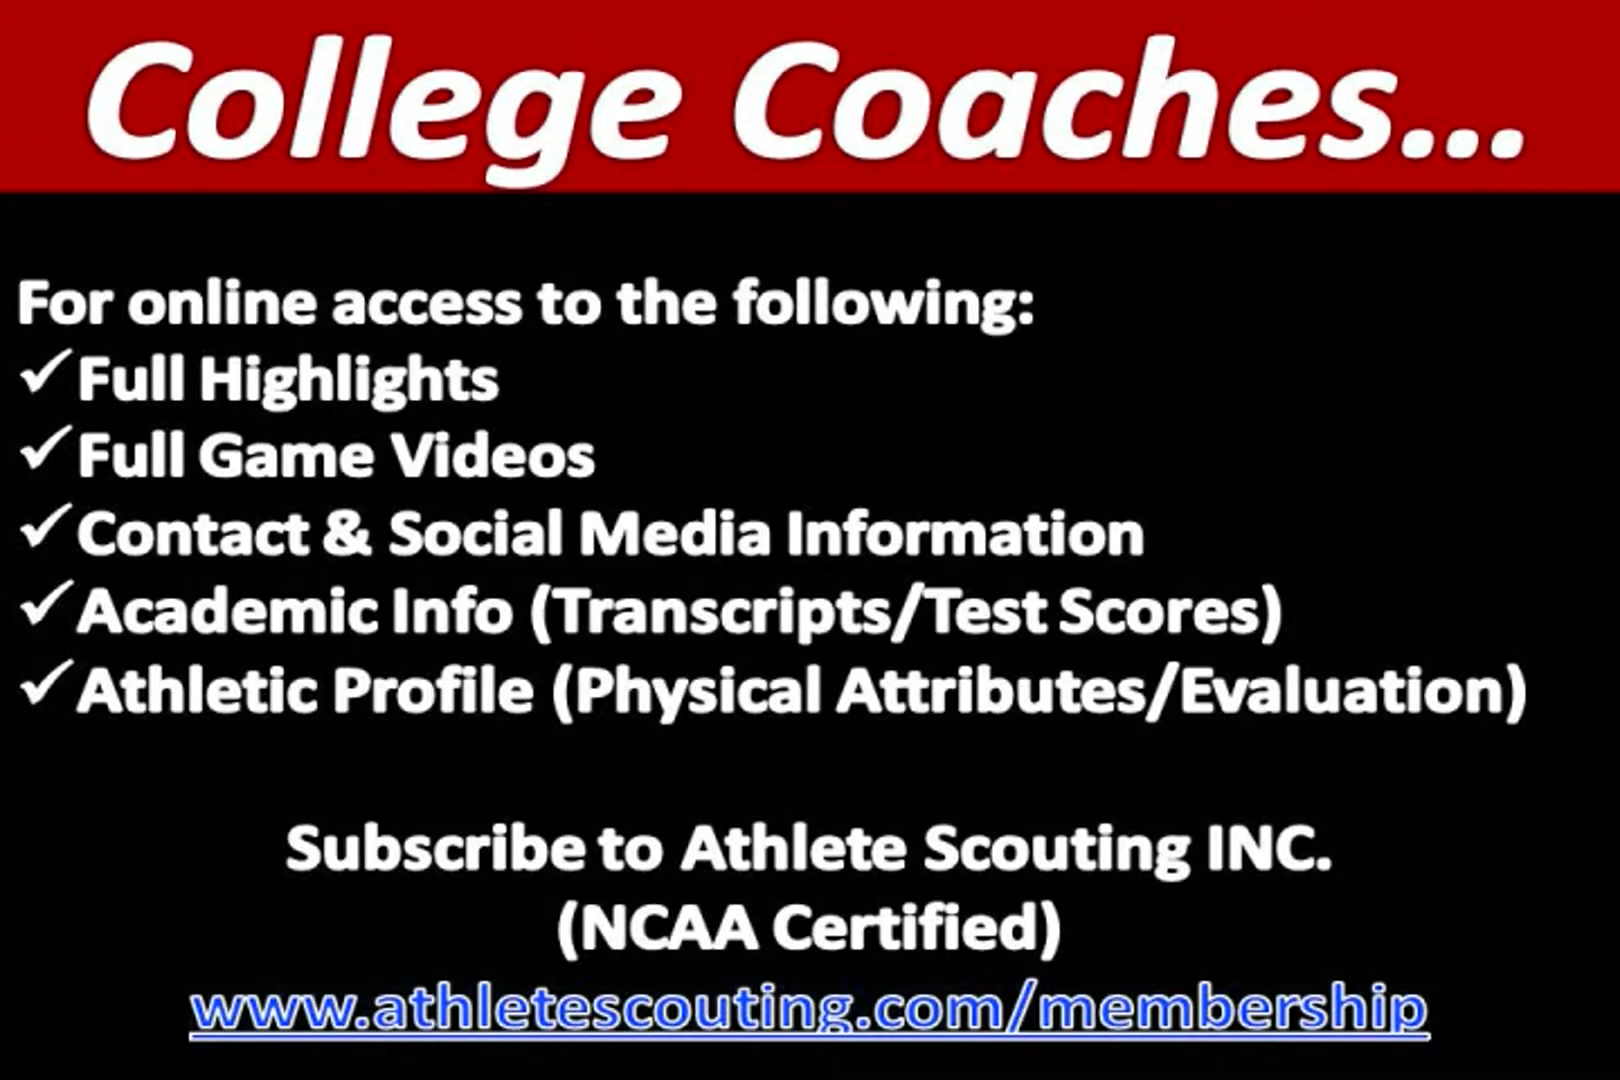 College Coaches...
For online access to the following:
✓Full Highlights
✓Full Game Videos
✓Contact & Social Media Information
✓Academic Info (Transcripts/Test Scores)
✓Athletic Profile (Physical Attributes/Evaluation)
Subscribe to Athlete Scouting INC.
(NCAA Certified)
www.athletescouting.com/membership